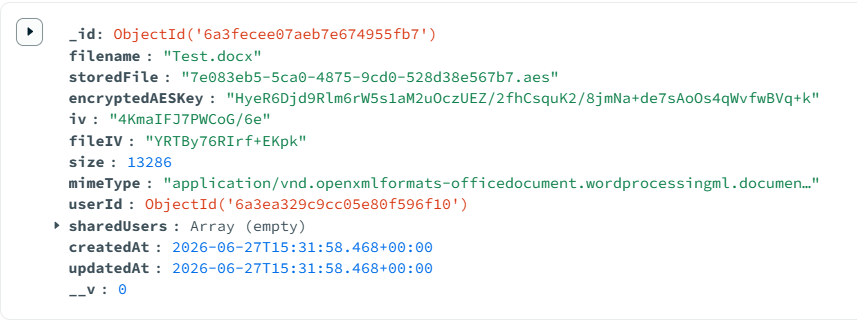 _id: ObjectId('6a3fecee07aeb7e674955fb7')
filename : "Test.docx"
storedFile : "7e083eb5-5ca0-4875-9cd0-528d38e567b7.aes"
encryptedAESKey : "HyeR6Djd9Rlm6rW5s1aM2uOczUEZ/2fhCsquK2/8jmNa+de7sAoOs4qWvfwBVq+k"
iv : "4KmaIFJ7PWCoG/6e"
fileIV : "YRTBy76RIrf+EKpk"
size : 13286
mimeType : "application/vnd.openxmlformats-officedocument.wordprocessingml.documen…"
userId : ObjectId('6a3ea329c9cc05e80f596f10')
sharedUsers : Array (empty)
createdAt : 2026-06-27T15:31:58.468+00:00
updatedAt : 2026-06-27T15:31:58.468+00:00
__v : 0